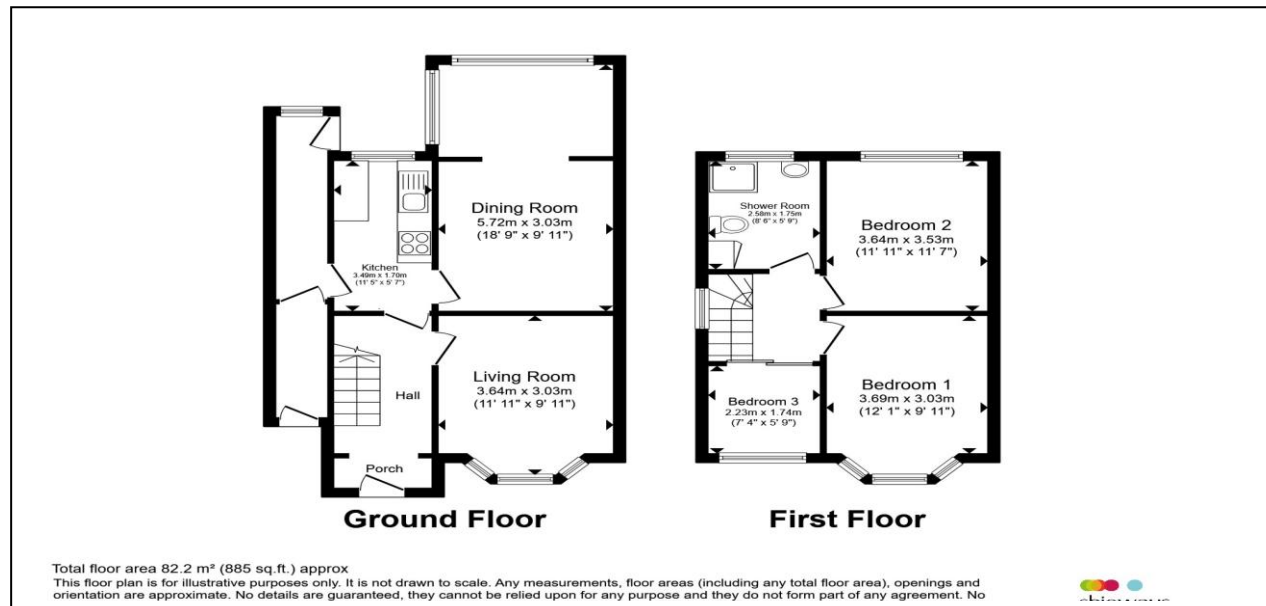 Dining Room
5.72m x 3.03m
(18' 9" x 9' 11")
Kitchen
3.49m x 1.70m
(11' 5" x 5' 7")
Living Room
3.64m x 3.03m
(11' 11" x 9' 11")
Hall
Porch
Ground Floor
Shower Room
2.58m x 1.75m
(8' 6" x 5' 9")
Bedroom 2
3.64m x 3.53m
(11' 11" x 11' 7")
Bedroom 1
3.69m x 3.03m
(12' 1" x 9' 11")
Bedroom 3
2.23m x 1.74m
(7' 4" x 5' 9")
First Floor
Total floor area 82.2 m² (885 sq.ft.) approx
This floor plan is for illustrative purposes only. It is not drawn to scale. Any measurements, floor areas (including any total floor area), openings and
orientation are approximate. No details are guaranteed, they cannot be relied upon for any purpose and they do not form part of any agreement. No